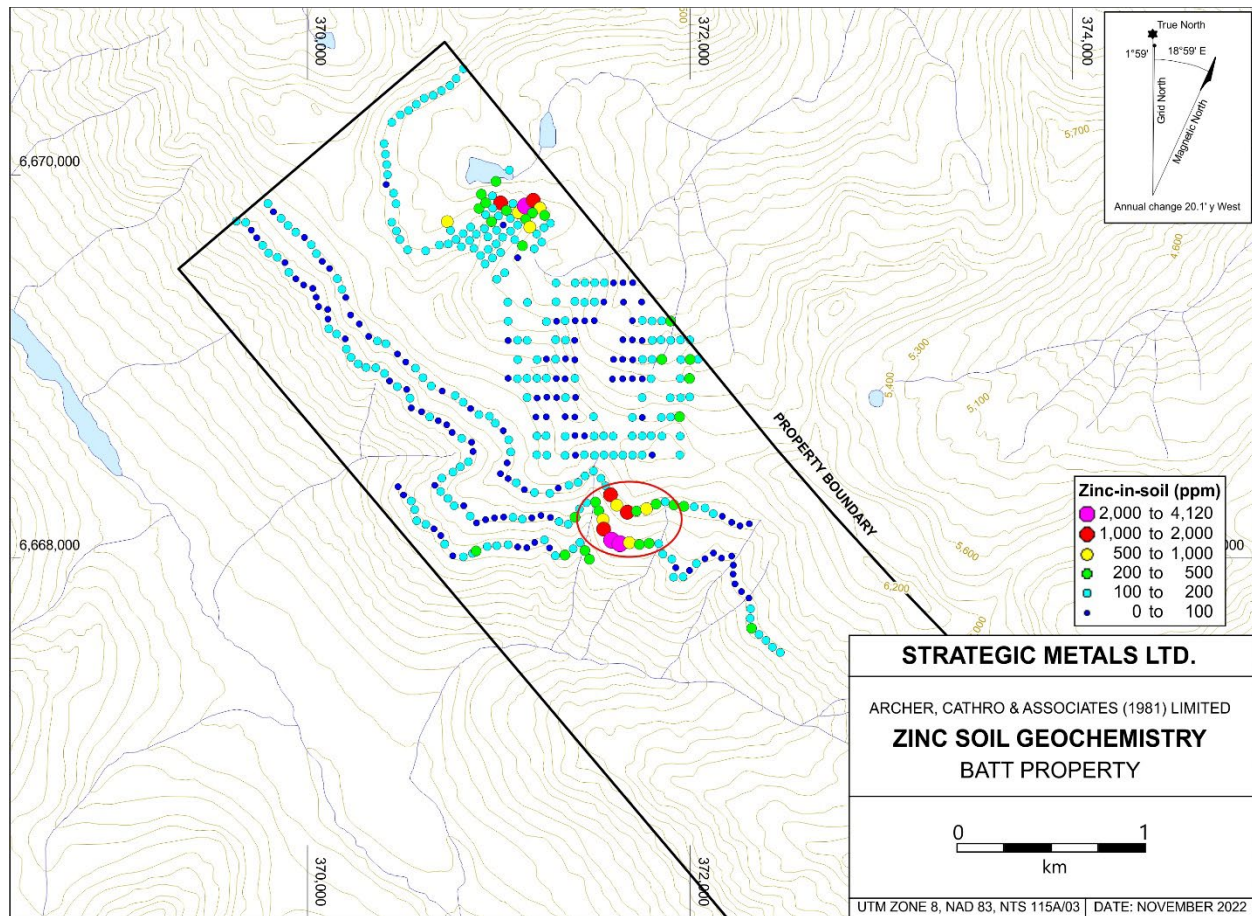 370,000
372,000
374,000
True North
1°59'
18°59' E
Grid North
Magnetic North
Annual change 20.1' y West
5,700
6,670,000
4,600
5,300
5,400
5,100
PROPERTY BOUNDARY
Zinc-in-soil (ppm)
2,000 to 4,120
1,000 to 2,000
500 to 1,000
200 to 500
100 to 200
0 to 100
6,668,000
5,600
6,200
STRATEGIC METALS LTD.
ARCHER, CATHRO & ASSOCIATES (1981) LIMITED
ZINC SOIL GEOCHEMISTRY
BATT PROPERTY
0 1
km
370,000
372,000
UTM ZONE 8, NAD 83, NTS 115A/03 DATE: NOVEMBER 2022